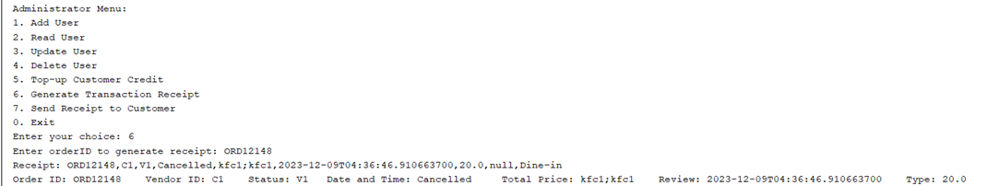 Administrator Menu:
1. Add User
2. Read User
3. Update User
4. Delete User
5. Top-up Customer Credit
6. Generate Transaction Receipt
7. Send Receipt to Customer
0. Exit
Enter your choice: 6
Enter orderID to generate receipt: ORD12148
Receipt: ORD12148,C1,V1,Cancelled,kfc1;kfc1,2023-12-09T04:36:46.910663700,20.0,null,Dine-in
Order ID: ORD12148    Vendor ID: C1    Status: V1   Date and Time: Cancelled     Total Price: kfc1;kfc1    Review: 2023-12-09T04:36:46.910663700    Type: 20.0